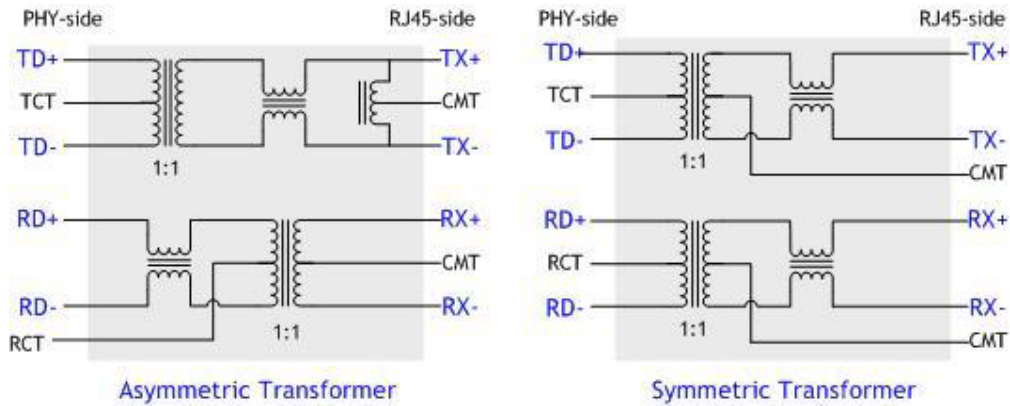 PHY-side
RJ45-side
TD+
TX+
TCT
CMT
TD-
TX-
1:1
RD+
RX+
CMT
RD-
RX-
RCT
1:1
Asymmetric Transformer
PHY-side
RJ45-side
TD+
TX+
TCT
TD-
TX-
1:1
CMT
RD+
RX+
RCT
RD-
RX-
1:1
CMT
Symmetric Transformer